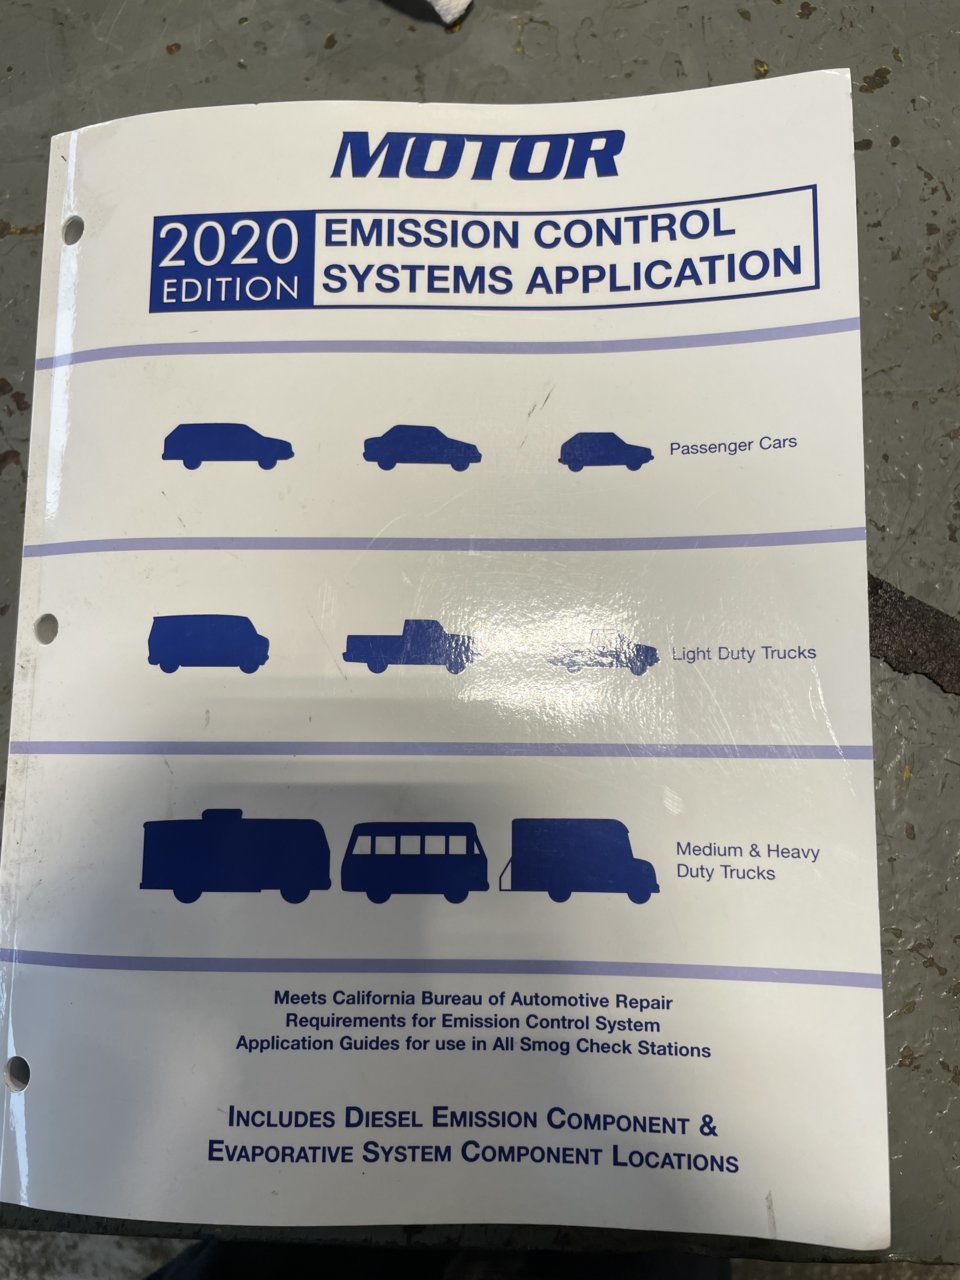 MOTOR
2020
EDITION
EMISSION CONTROL
SYSTEMS APPLICATION
Passenger Cars
Light Duty Trucks
Medium & Heavy
Duty Trucks
Meets California Bureau of Automotive Repair
Requirements for Emission Control System
Application Guides for use in All Smog Check Stations
INCLUDES DIESEL EMISSION COMPONENT &
EVAPORATIVE SYSTEM COMPONENT LOCATIONS